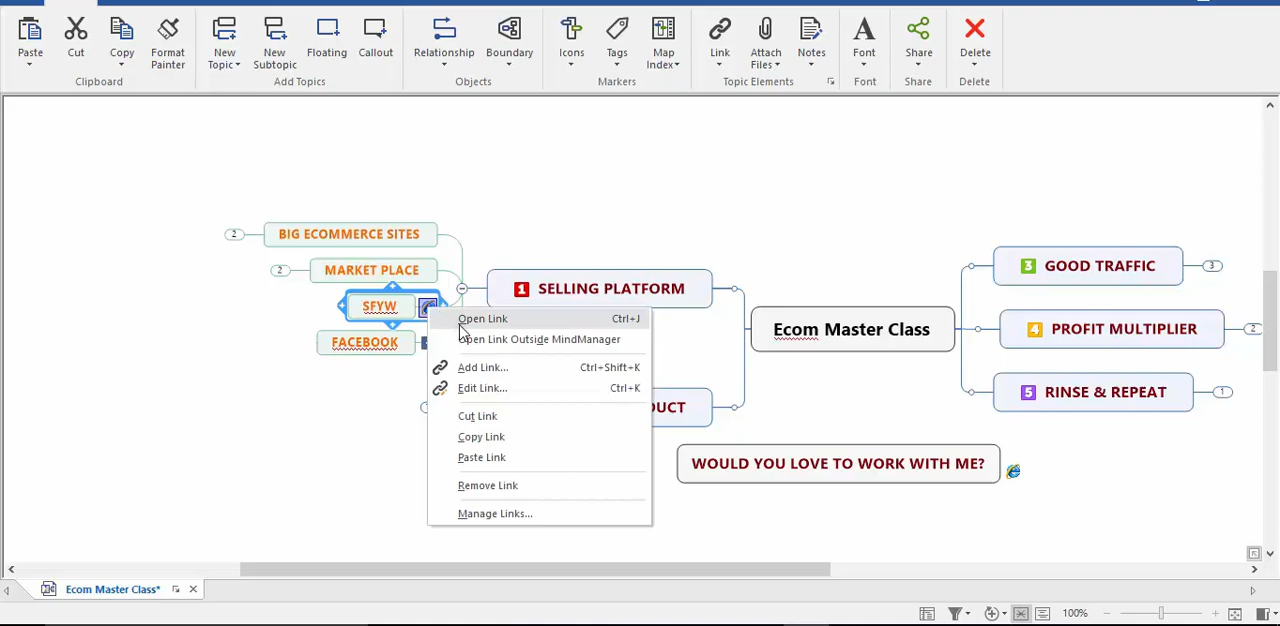 Paste
Cut
Copy
Format
Painter
New
Topic
New
Subtopic
Floating
Callout
Relationship
Boundary
Icons
Tags
Map
Index
Link
Attach
Files
Notes
Font
Share
Delete
Clipboard
Add Topics
Objects
Markers
Topic Elements
Font
Share
Delete
2
BIG ECOMMERCE SITES
2
MARKET PLACE
SFYW
FACEBOOK
1 SELLING PLATFORM
DUCT
Ecom Master Class
3 GOOD TRAFFIC
3
4 PROFIT MULTIPLIER
2
5 RINSE & REPEAT
1
WOULD YOU LOVE TO WORK WITH ME?
Open Link Ctrl+J
Open Link Outside MindManager
Add Link... Ctrl+Shift+K
Edit Link... Ctrl+K
Cut Link
Copy Link
Paste Link
Remove Link
Manage Links...
Ecom Master Class*
100%